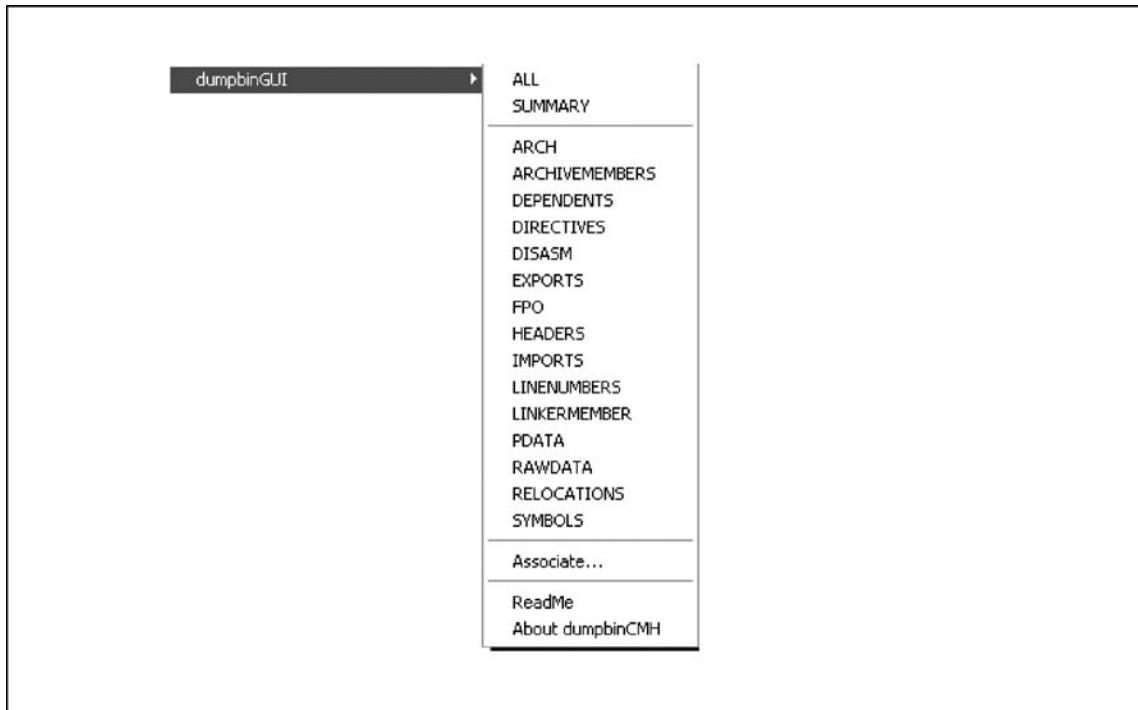 dumpbinGUI
ALL
SUMMARY
ARCH
ARCHIVEMEMBERS
DEPENDENTS
DIRECTIVES
DISASM
EXPORTS
FPO
HEADERS
IMPORTS
LINENUMBERS
LINKERMEMBER
PDATA
RAWDATA
RELOCATIONS
SYMBOLS
Associate...
ReadMe
About dumpbinCMH